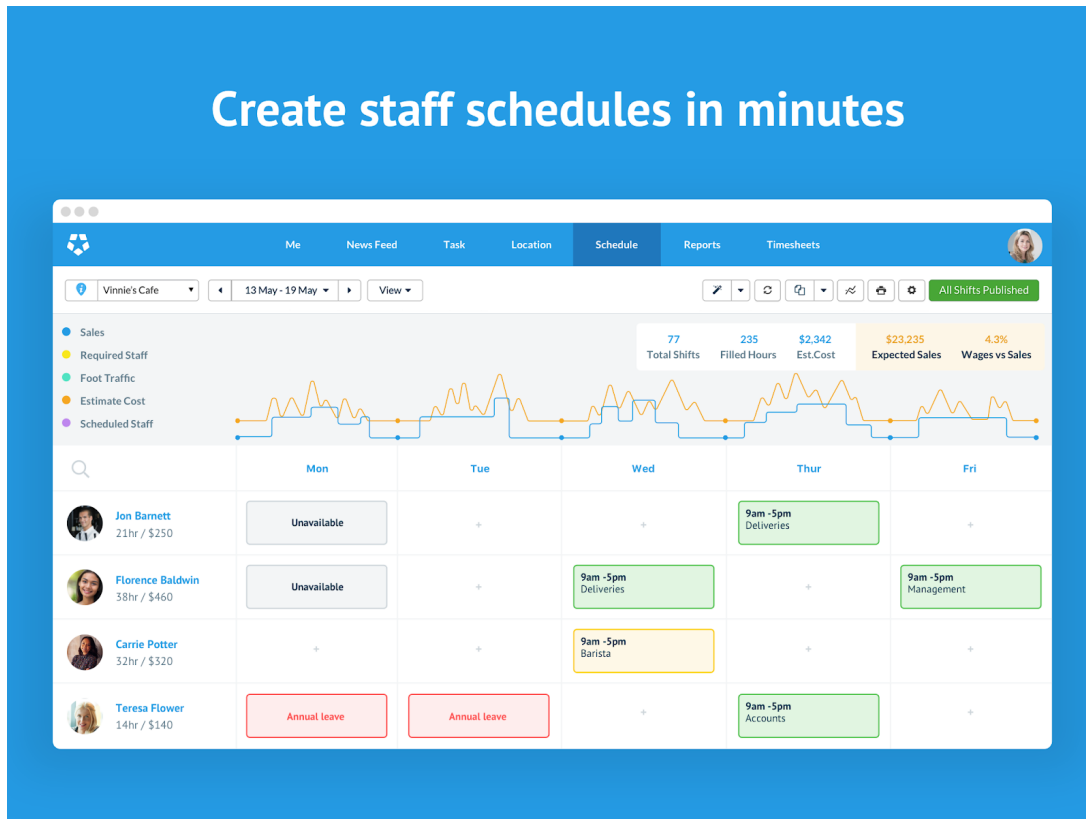 Create staff schedules in minutes
Me News Feed Task Location Schedule Reports Timesheets
Vinnie's Cafe 13 May - 19 May View All Shifts Published
Sales
Required Staff
Foot Traffic
Estimate Cost
Scheduled Staff
77 235 $2,342 $23,235 4.3%
Total Shifts Filled Hours Est.Cost Expected Sales Wages vs Sales
Mon Tue Wed Thur Fri
Jon Barnett
21hr / $250
Unavailable
9am -5pm
Deliveries
Florence Baldwin
38hr / $460
Unavailable
9am -5pm
Deliveries
9am -5pm
Management
Carrie Potter
32hr / $320
9am -5pm
Barista
Teresa Flower
14hr / $140
Annual leave
Annual leave
9am -5pm
Accounts